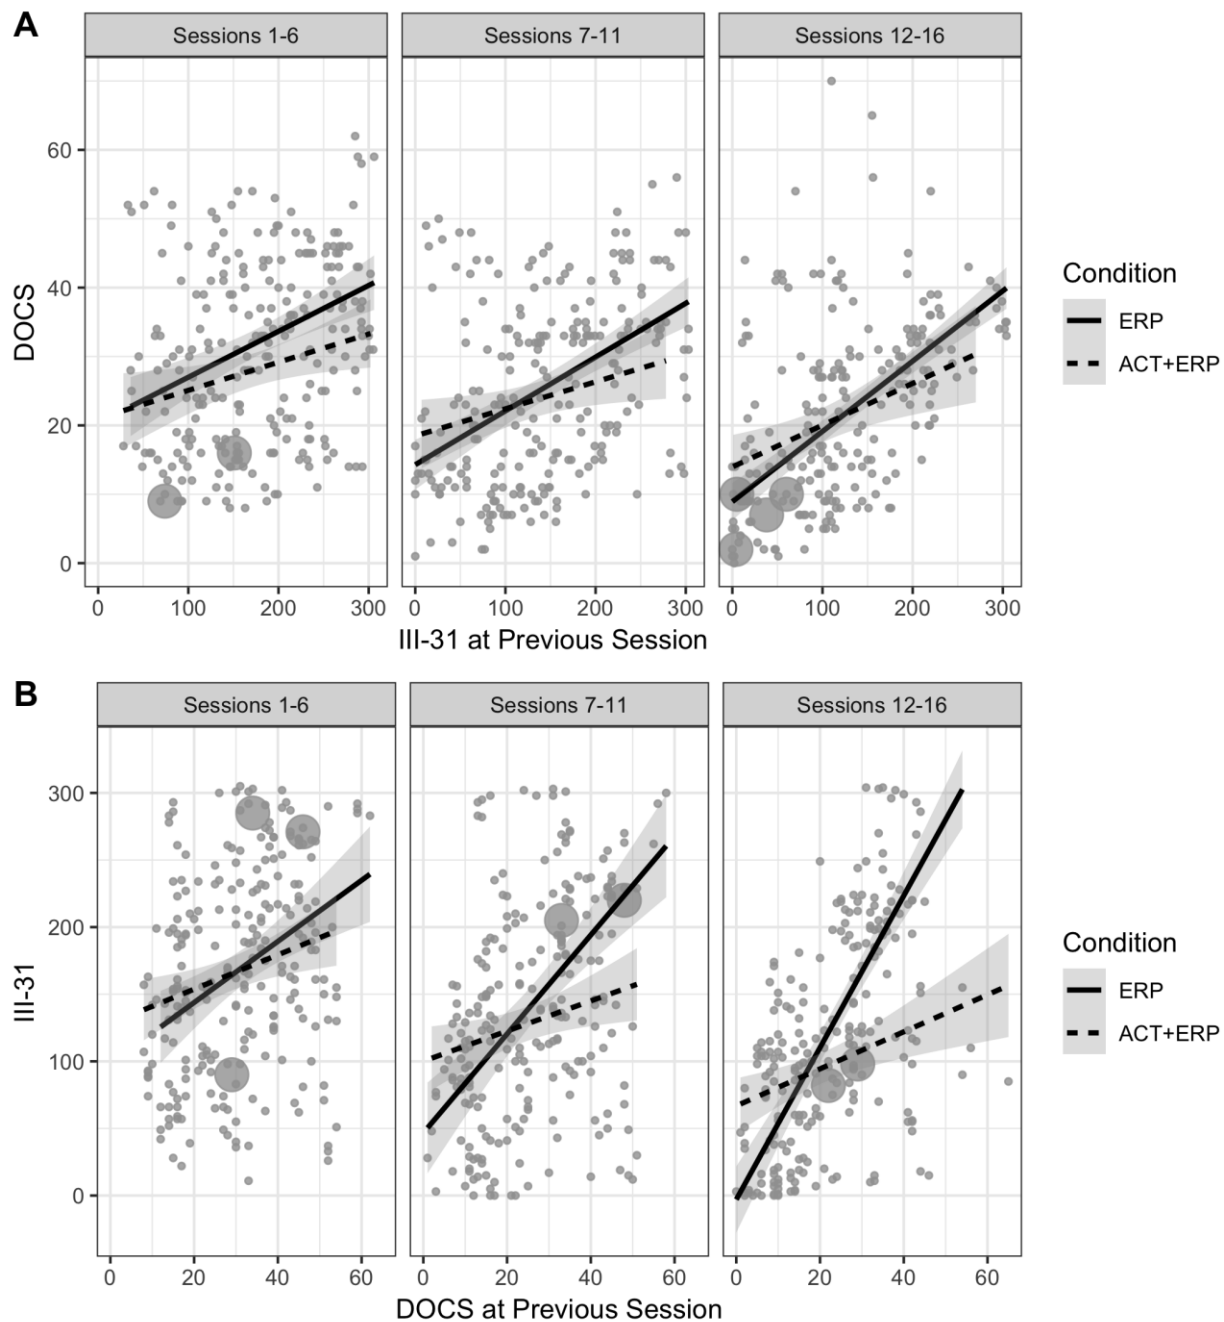 A
Sessions 1-6
Sessions 7-11
Sessions 12-16
60
40
20
0
DOCS
0 100 200 300
0 100 200 300
0 100 200 300
III-31 at Previous Session
Condition
ERP
ACT+ERP
B
Sessions 1-6
Sessions 7-11
Sessions 12-16
300
200
100
0
III-31
0 20 40 60
0 20 40 60
0 20 40 60
DOCS at Previous Session
Condition
ERP
ACT+ERP